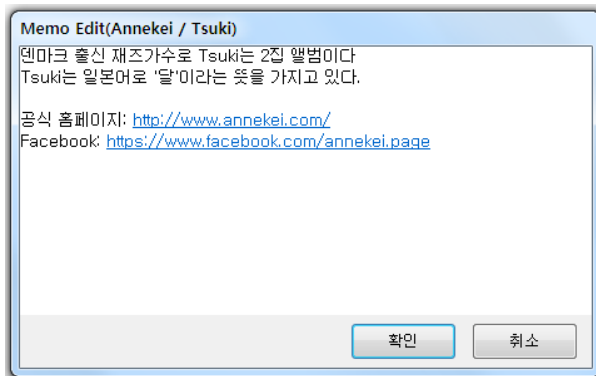 Memo Edit(Annekei / Tsuki)
덴마크 출신 재즈가수로 Tsuki는 2집 앨범이다
Tsuki는 일본어로 '달'이라는 뜻을 가지고 있다.
공식 홈페이지: http://www.annekei.com/
Facebook: https://www.facebook.com/annekei.page
확인
취소